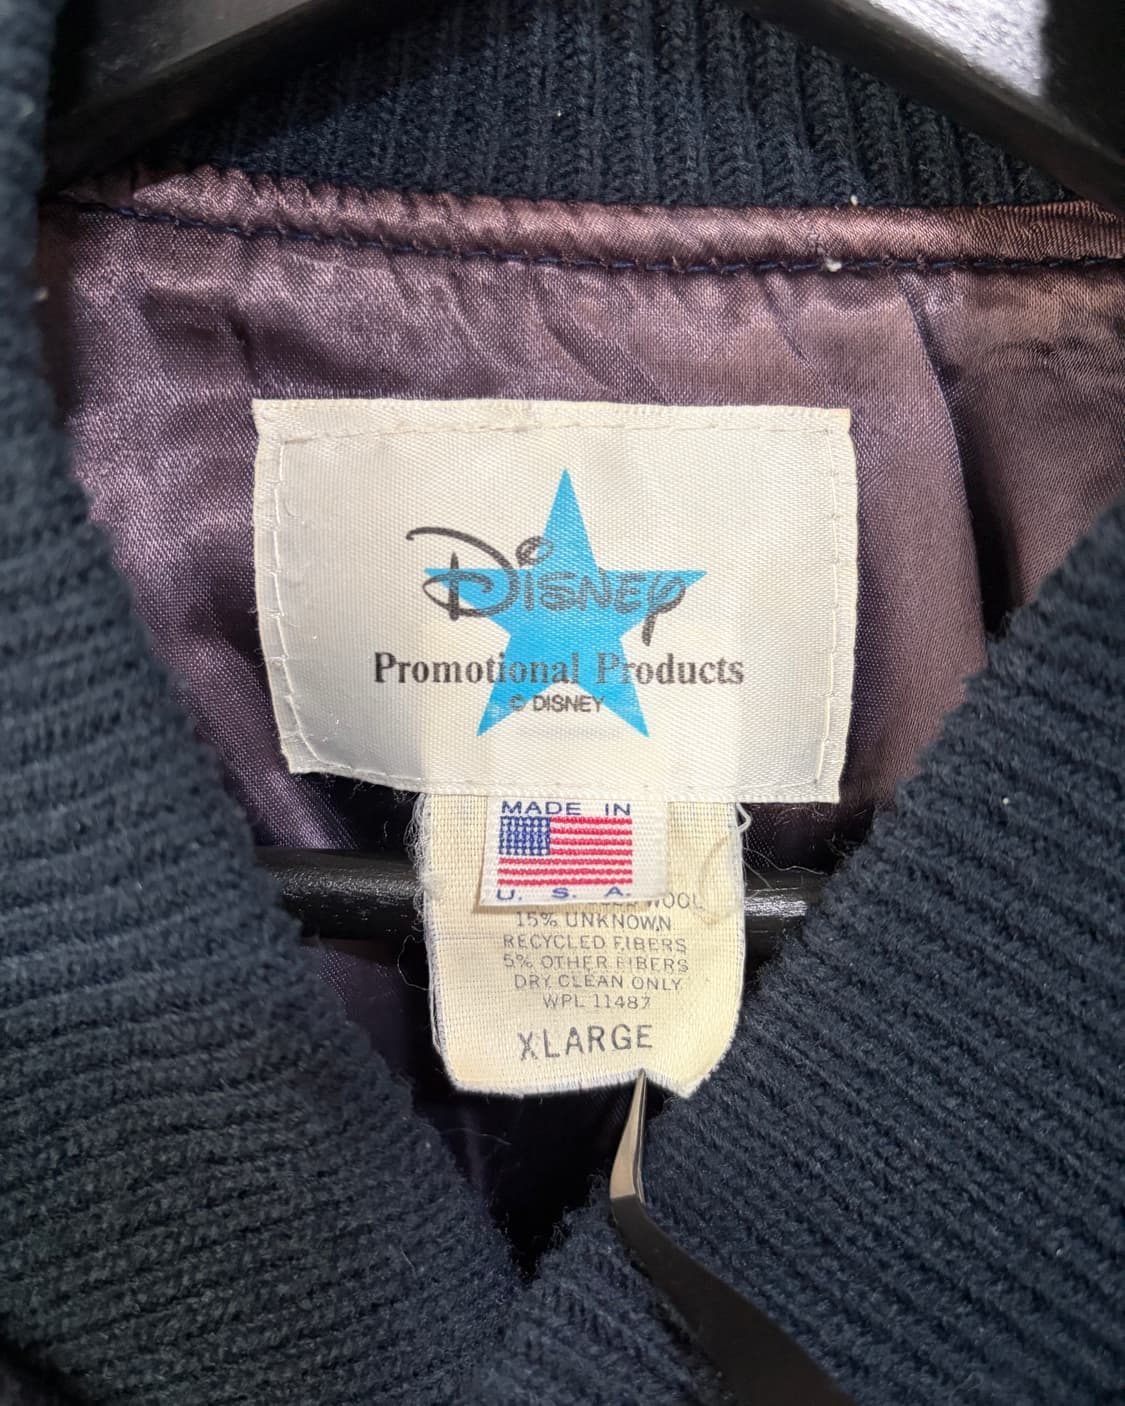 Disney
Promotional Products
© DISNEY
MADE IN
U. S. A.
WOOL
15% UNKNOWN
RECYCLED FIBERS
5% OTHER FIBERS
DRY CLEAN ONLY
WPL 11487
XLARGE